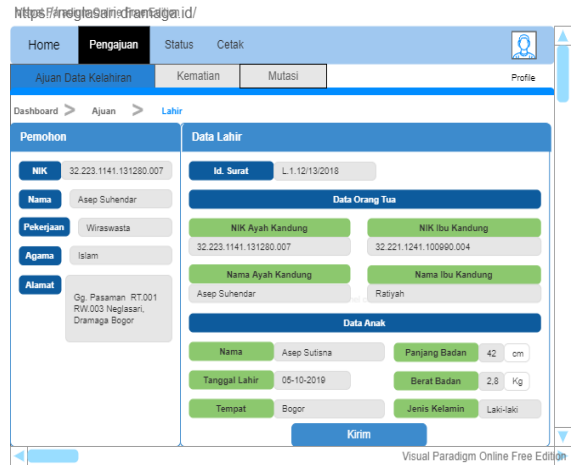 https://neglasari.dramaga.id/
Home Pengajuan Status Cetak
Ajuan Data Kelahiran Kematian Mutasi Profile
Dashboard > Ajuan > Lahir
Pemohon
NIK 32.223.1141.131280.007
Nama Asep Suhendar
Pekerjaan Wiraswasta
Agama Islam
Alamat
Gg. Pasaman RT.001
RW.003 Neglasari,
Dramaga Bogor
Data Lahir
Id. Surat L.1.12/13/2018
Data Orang Tua
NIK Ayah Kandung NIK Ibu Kandung
32.223.1141.131280.007 32.221.1241.100990.004
Nama Ayah Kandung Nama Ibu Kandung
Asep Suhendar Ratiyah
Data Anak
Nama Asep Sutisna Panjang Badan 42 cm
Tanggal Lahir 05-10-2019 Berat Badan 2,8 Kg
Tempat Bogor Jenis Kelamin Laki-laki
Kirim
Visual Paradigm Online Free Edition